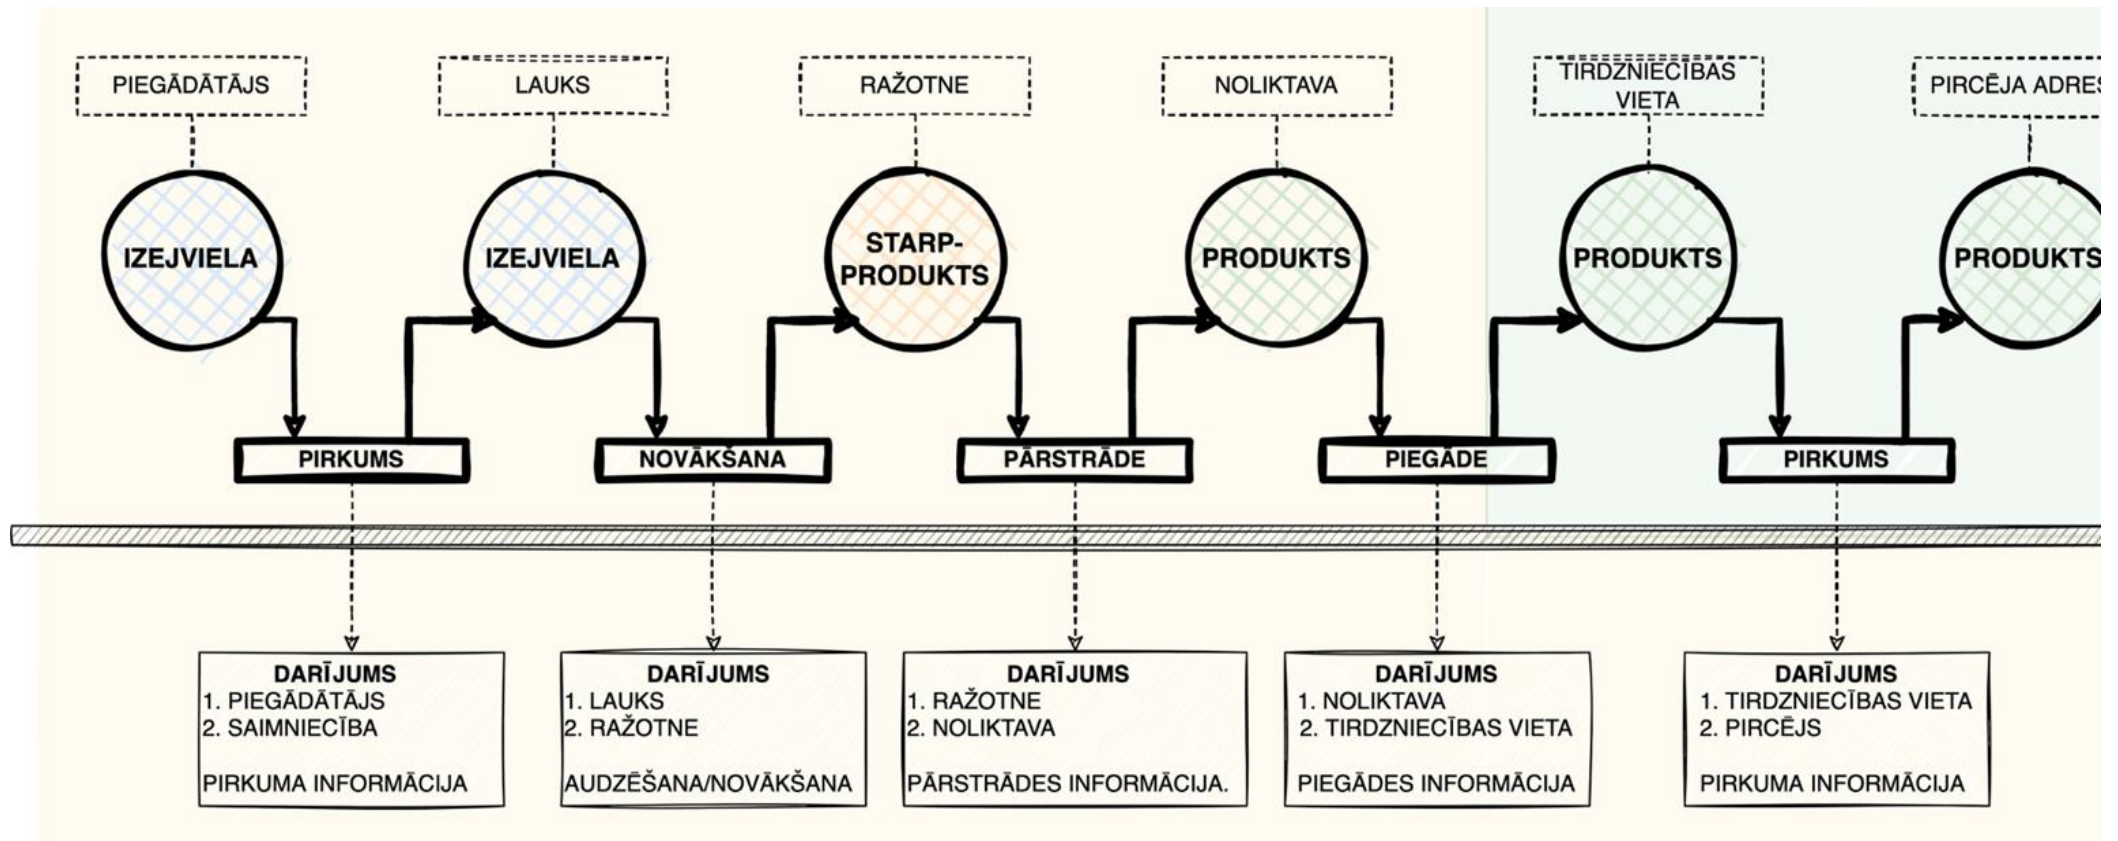 PIEGĀDĀTĀJS
LAUKS
RAŽOTNE
NOLIKTAVA
TIRDZNIECĪBAS
VIETA
PIRCĒJA ADRES
IZEJVIELA
IZEJVIELA
STARP-
PRODUKTS
PRODUKTS
PRODUKTS
PRODUKTS
PIRKUMS
NOVĀKŠANA
PĀRSTRĀDE
PIEGĀDE
PIRKUMS
DARĪJUMS
1. PIEGĀDĀTĀJS
2. SAIMNIECĪBA
PIRKUMA INFORMĀCIJA
DARĪJUMS
1. LAUKS
2. RAŽOTNE
AUDZĒŠANA/NOVĀKŠANA
DARĪJUMS
1. RAŽOTNE
2. NOLIKTAVA
PĀRSTRĀDES INFORMĀCIJA.
DARĪJUMS
1. NOLIKTAVA
2. TIRDZNIECĪBAS VIETA
PIEGĀDES INFORMĀCIJA
DARĪJUMS
1. TIRDZNIECĪBAS VIETA
2. PIRCĒJS
PIRKUMA INFORMĀCIJA